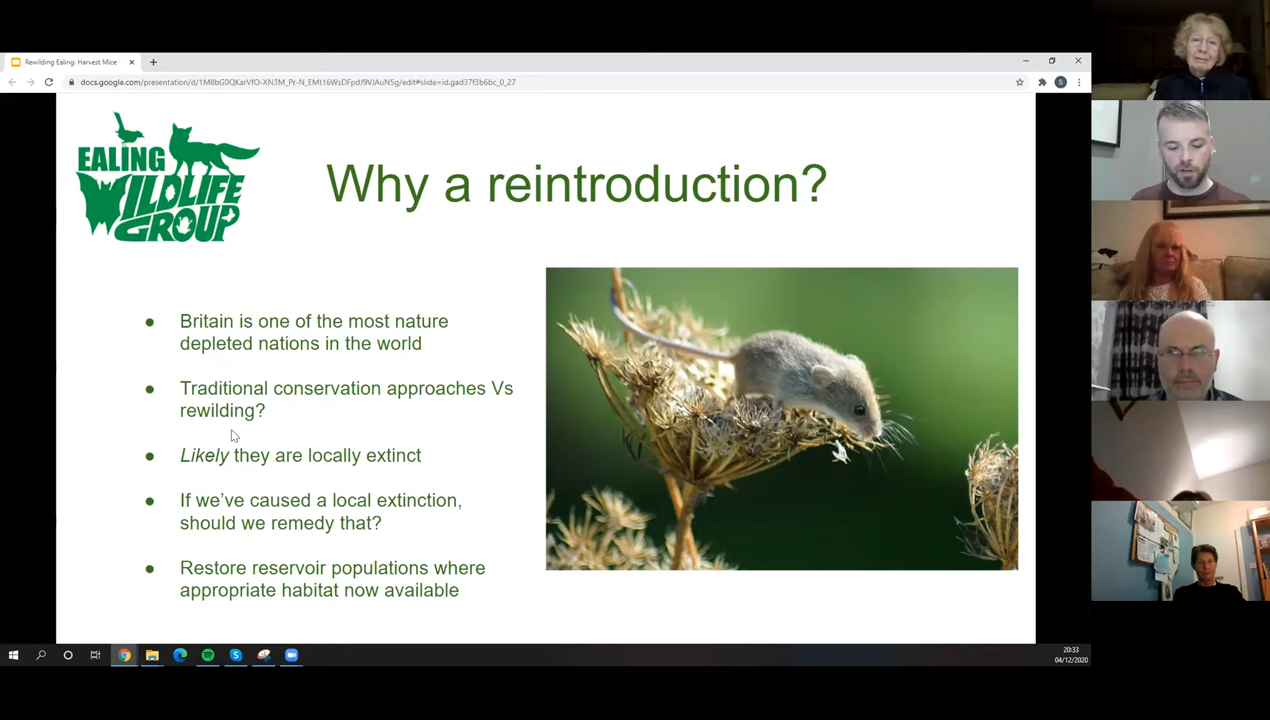 Rewilding Ealing: Harvest Mice -
docs.google.com/presentation/d/1M8bG0QKarVfO-XN3M_Pr-N_EMt16WsDFpdJ9VJAuN5g/edit#slide=id.gad37f3b6bc_0_27
S
EALING
WILDLIFE
GROUP
Why a reintroduction?
● Britain is one of the most nature
depleted nations in the world
● Traditional conservation approaches Vs
rewilding?
● Likely they are locally extinct
● If we've caused a local extinction,
should we remedy that?
● Restore reservoir populations where
appropriate habitat now available
20:33
04/12/2020